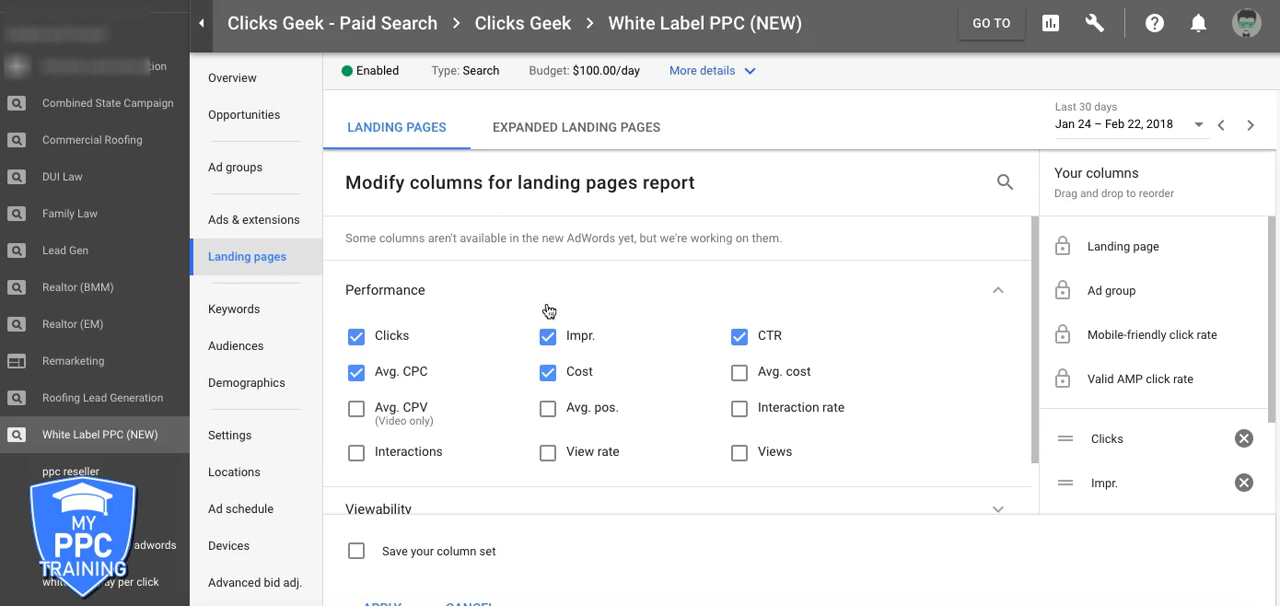 Clicks Geek - Paid Search > Clicks Geek > White Label PPC (NEW)
GO TO
Combined State Campaign
Commercial Roofing
DUI Law
Family Law
Lead Gen
Realtor (BMM)
Realtor (EM)
Remarketing
Roofing Lead Generation
White Label PPC (NEW)
ppc reseller
MY
PPC
TRAINING
adwords
per click
Overview
Opportunities
Ad groups
Ads & extensions
Landing pages
Keywords
Audiences
Demographics
Settings
Locations
Ad schedule
Devices
Advanced bid adj.
Enabled Type: Search Budget: $100.00/day More details
LANDING PAGES EXPANDED LANDING PAGES
Last 30 days
Jan 24 – Feb 22, 2018
Modify columns for landing pages report
Some columns aren't available in the new AdWords yet, but we're working on them.
Performance
Clicks Impr. CTR
Avg. CPC Cost Avg. cost
Avg. CPV Avg. pos. Interaction rate
(Video only)
Interactions View rate Views
Viewability
Save your column set
APPLY CANCEL
Your columns
Drag and drop to reorder
Landing page
Ad group
Mobile-friendly click rate
Valid AMP click rate
Clicks
Impr.